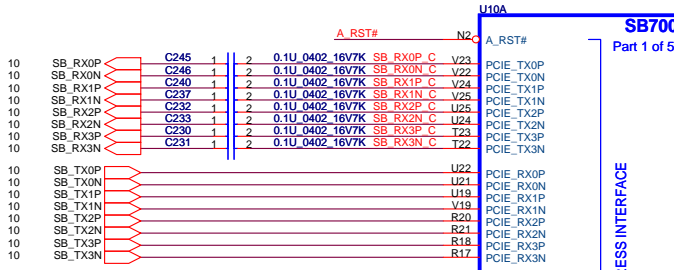 U10A
SB700
Part 1 of 5
A_RST# N2 A_RST#
10 SB_RX0P C245 1 2 0.1U_0402_16V7K SB_RX0P_C V23 PCIE_TX0P
10 SB_RX0N C246 1 2 0.1U_0402_16V7K SB_RX0N_C V22 PCIE_TX0N
10 SB_RX1P C240 1 2 0.1U_0402_16V7K SB_RX1P_C V24 PCIE_TX1P
10 SB_RX1N C237 1 2 0.1U_0402_16V7K SB_RX1N_C V25 PCIE_TX1N
10 SB_RX2P C232 1 2 0.1U_0402_16V7K SB_RX2P_C U25 PCIE_TX2P
10 SB_RX2N C233 1 2 0.1U_0402_16V7K SB_RX2N_C U24 PCIE_TX2N
10 SB_RX3P C230 1 2 0.1U_0402_16V7K SB_RX3P_C T23 PCIE_TX3P
10 SB_RX3N C231 1 2 0.1U_0402_16V7K SB_RX3N_C T22 PCIE_TX3N
10 SB_TX0P U22 PCIE_RX0P
10 SB_TX0N U21 PCIE_RX0N
10 SB_TX1P U19 PCIE_RX1P
10 SB_TX1N V19 PCIE_RX1N
10 SB_TX2P R20 PCIE_RX2P
10 SB_TX2N R21 PCIE_RX2N
10 SB_TX3P R18 PCIE_RX3P
10 SB_TX3N R17 PCIE_RX3N
ESS INTERFACE